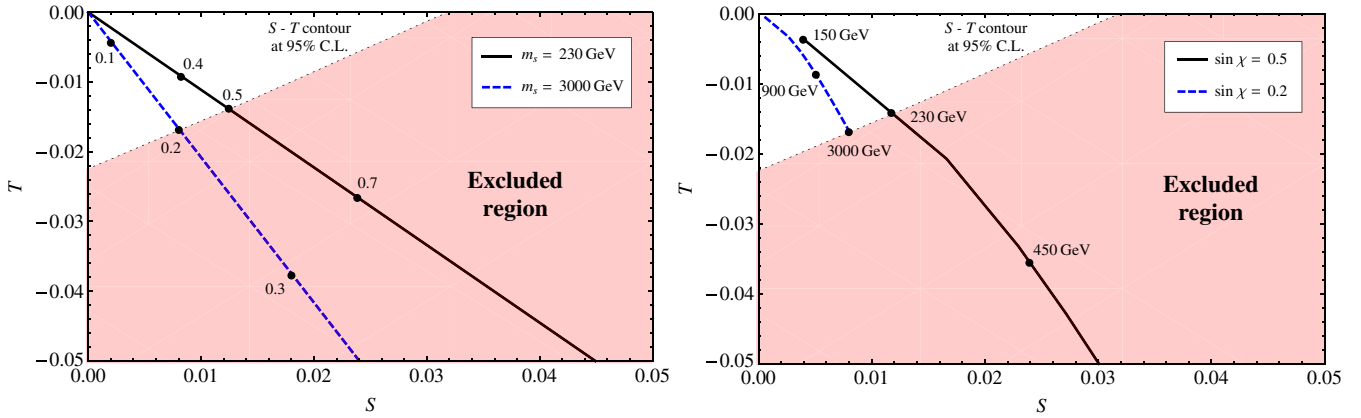 S - T contour
at 95% C.L.
m_s = 230 GeV
m_s = 3000 GeV
0.1
0.4
0.5
0.2
0.7
0.3
Excluded
region
T
0.00
−0.01
−0.02
−0.03
−0.04
−0.05
0.00
0.01
0.02
0.03
0.04
0.05
S
S - T contour
at 95% C.L.
sin χ = 0.5
sin χ = 0.2
150 GeV
900 GeV
230 GeV
3000 GeV
450 GeV
Excluded
region
T
0.00
−0.01
−0.02
−0.03
−0.04
−0.05
0.00
0.01
0.02
0.03
0.04
0.05
S